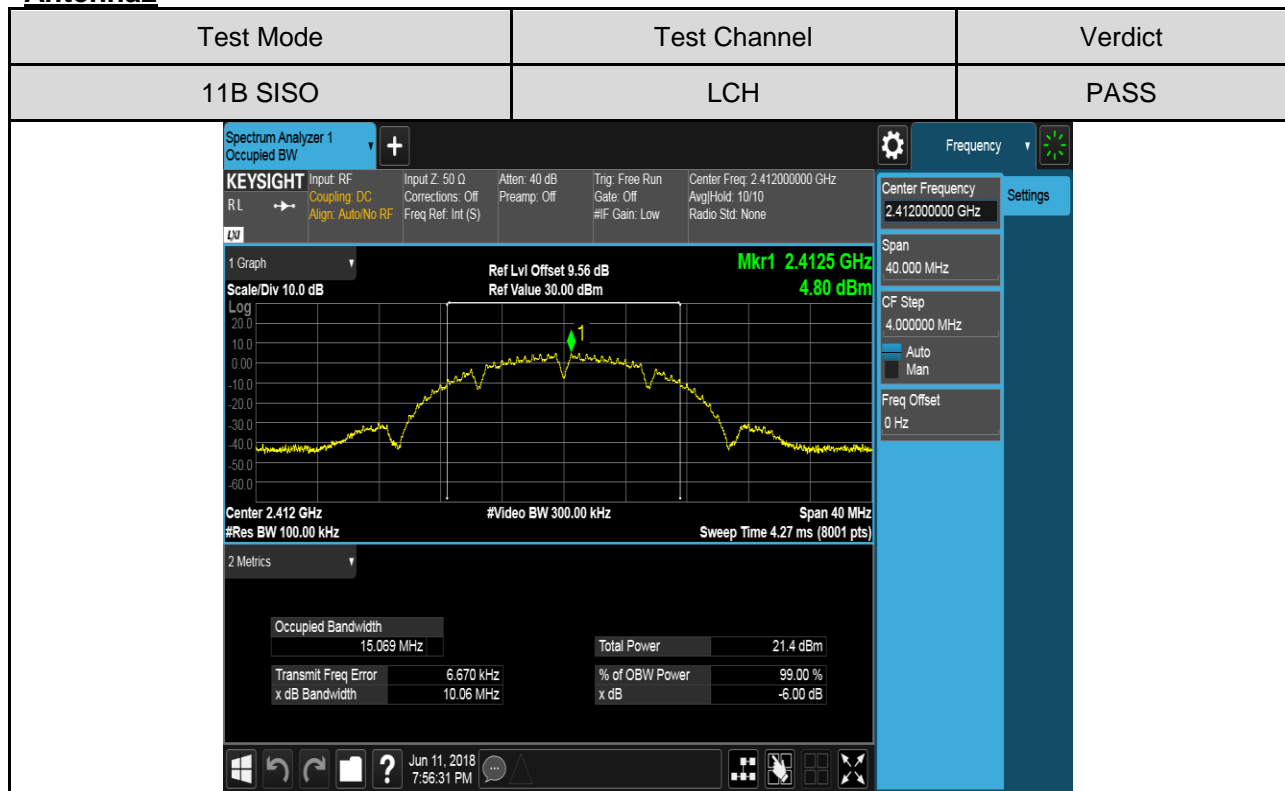 Antenna2
Test Mode Test Channel Verdict
11B SISO LCH PASS
Spectrum Analyzer 1
Occupied BW
+
Frequency
KEYSIGHT
R L
LXI
Input: RF
Coupling: DC
Align: Auto/No RF
Input Z: 50 Ω
Corrections: Off
Freq Ref: Int (S)
Atten: 40 dB
Preamp: Off
Trig: Free Run
Gate: Off
#IF Gain: Low
Center Freq: 2.412000000 GHz
Avg|Hold: 10/10
Radio Std: None
1 Graph
Scale/Div 10.0 dB
Ref Lvl Offset 9.56 dB
Ref Value 30.00 dBm
Mkr1 2.4125 GHz
4.80 dBm
Log
20.0
10.00
0.00
-10.0
-20.0
-30.0
-40.0
-50.0
-60.0
1
Center 2.412 GHz #Video BW 300.00 kHz Span 40 MHz
#Res BW 100.00 kHz Sweep Time 4.27 ms (8001 pts)
2 Metrics
Occupied Bandwidth
15.069 MHz
Total Power 21.4 dBm
Transmit Freq Error 6.670 kHz % of OBW Power 99.00 %
x dB Bandwidth 10.06 MHz x dB -6.00 dB
Center Frequency
2.412000000 GHz
Settings
Span
40.000 MHz
CF Step
4.000000 MHz
Auto
Man
Freq Offset
0 Hz
?
Jun 11, 2018
7:56:31 PM